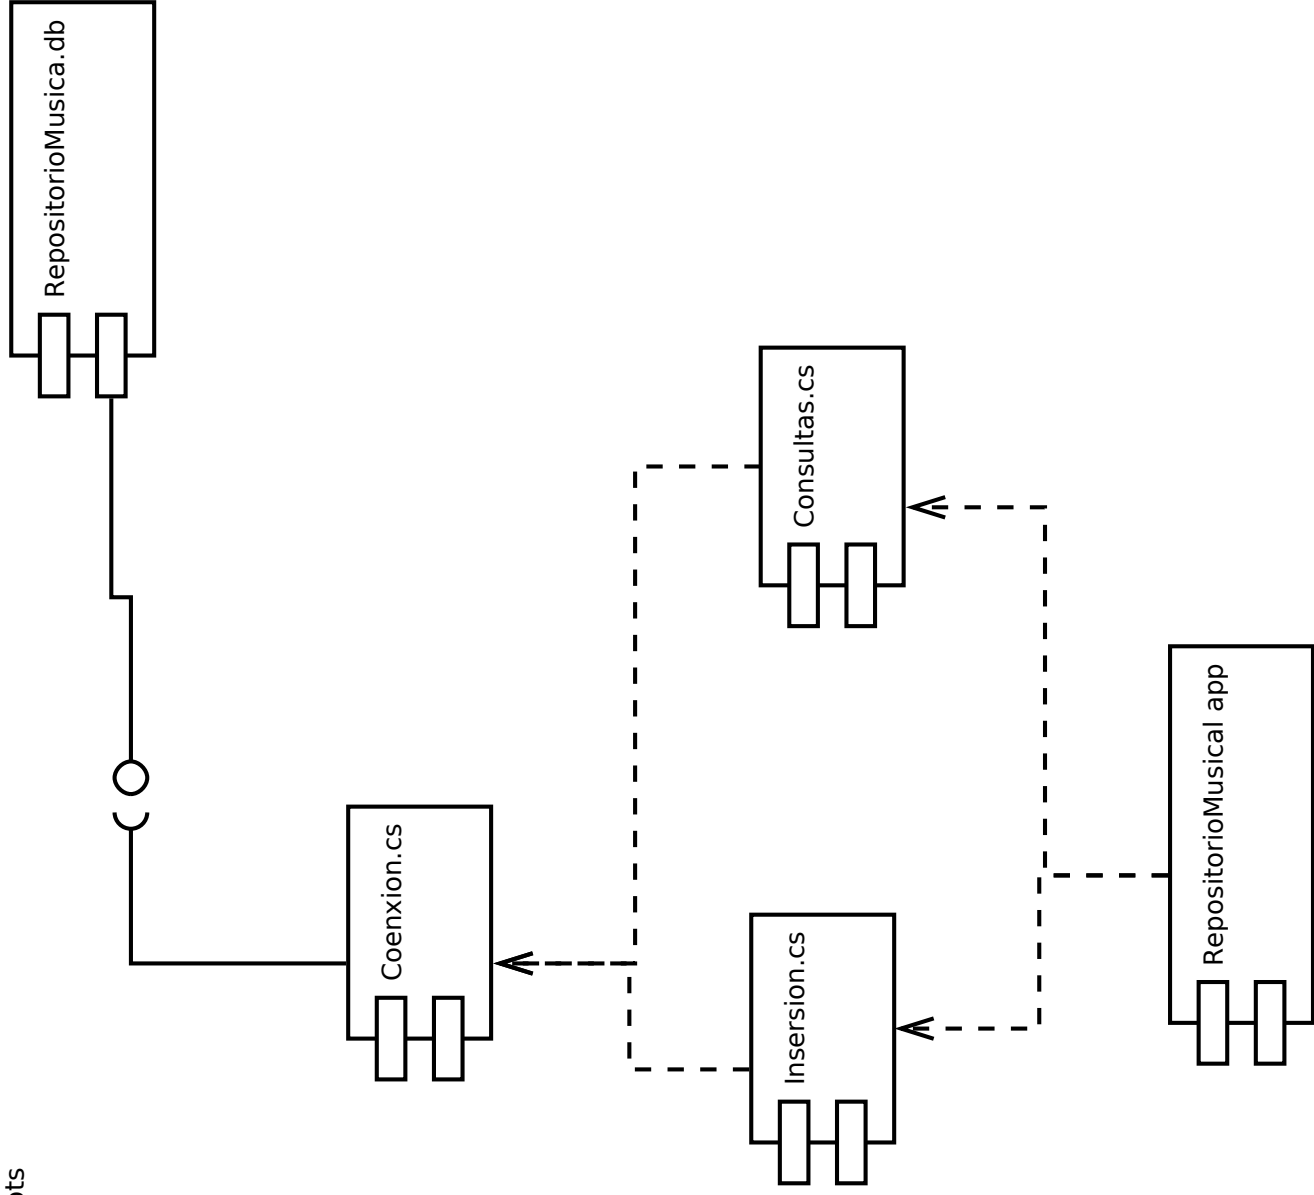 RepositorioMusica.db
Coenxion.cs
Consultas.cs
Insersion.cs
RepositorioMusical app